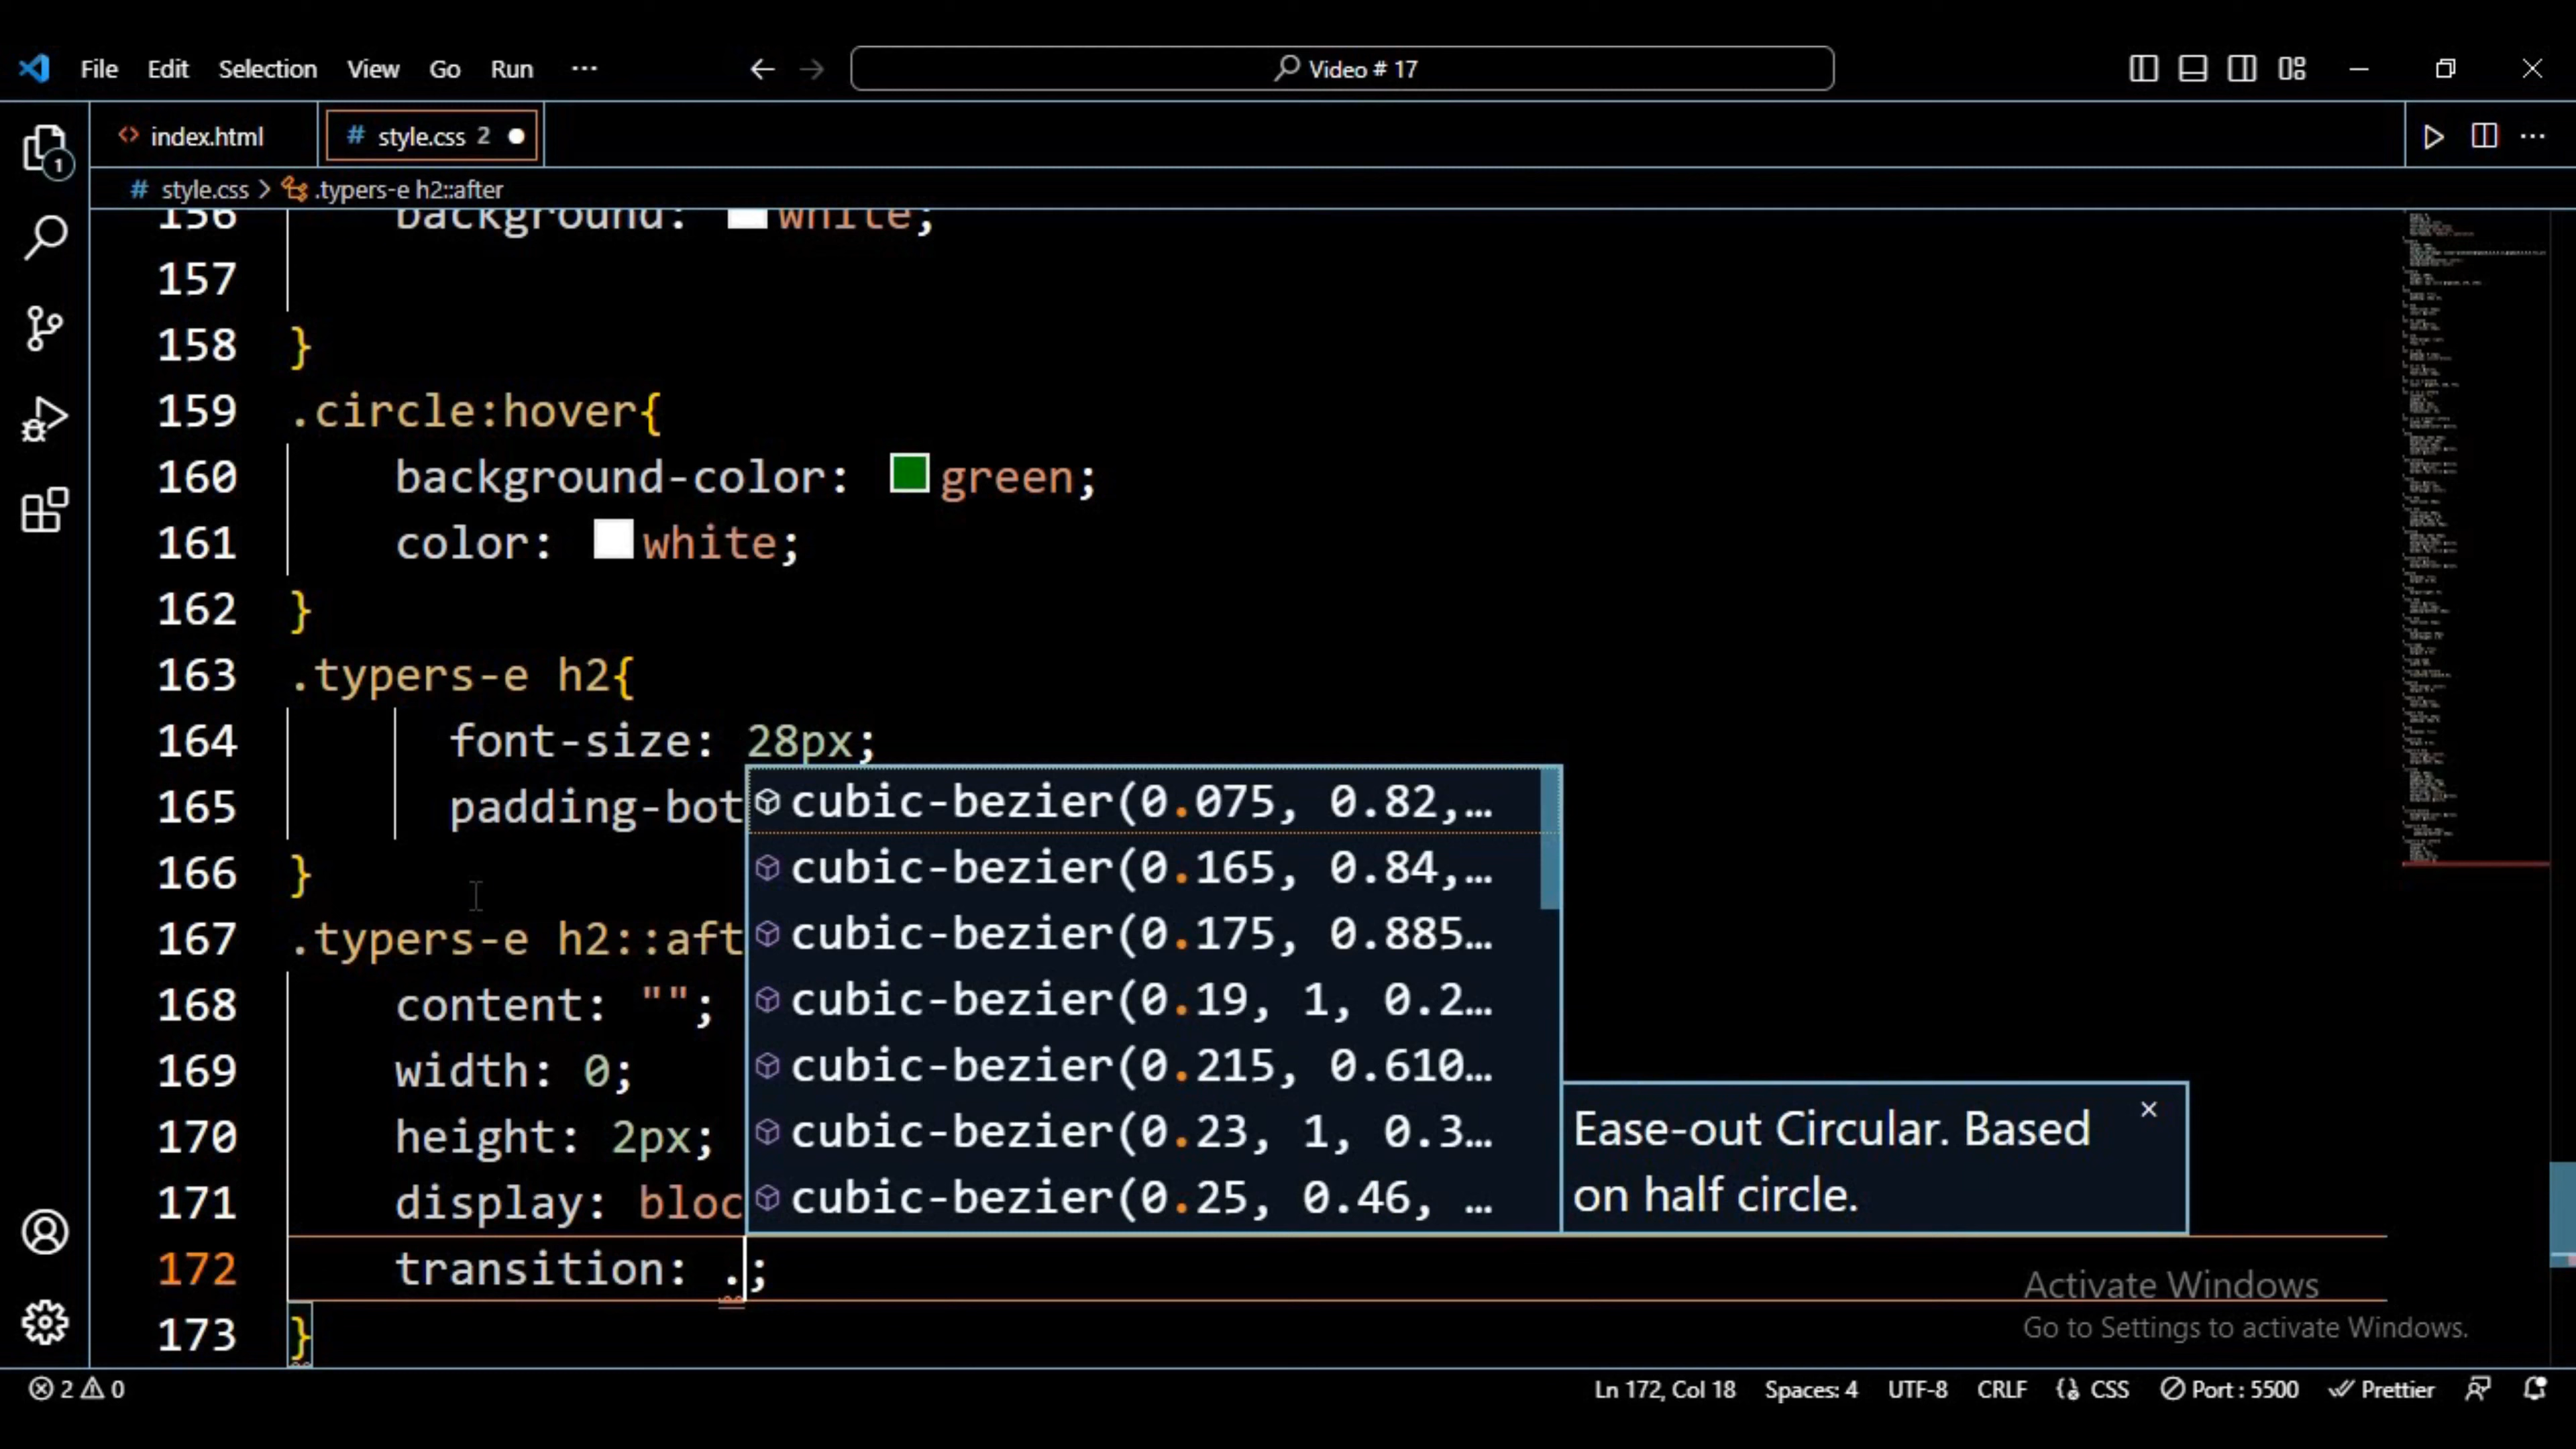 File Edit Selection View Go Run ··· Video # 17
index.html style.css 2
style.css > .typers-e h2::after
156 background: white;
157
158 }
159 .circle:hover{
160 background-color: green;
161 color: white;
162 }
163 .typers-e h2{
164 font-size: 28px;
165 padding-bot
166 }
167 .typers-e h2::aft
168 content: "";
169 width: 0;
170 height: 2px;
171 display: bloc
172 transition: .;
173 }
cubic-bezier(0.075, 0.82,…
cubic-bezier(0.165, 0.84,…
cubic-bezier(0.175, 0.885…
cubic-bezier(0.19, 1, 0.2…
cubic-bezier(0.215, 0.610…
cubic-bezier(0.23, 1, 0.3…
cubic-bezier(0.25, 0.46, …
Ease-out Circular. Based
on half circle.
Activate Windows
Go to Settings to activate Windows.
1
2 0 Ln 172, Col 18 Spaces: 4 UTF-8 CRLF CSS Port : 5500 Prettier